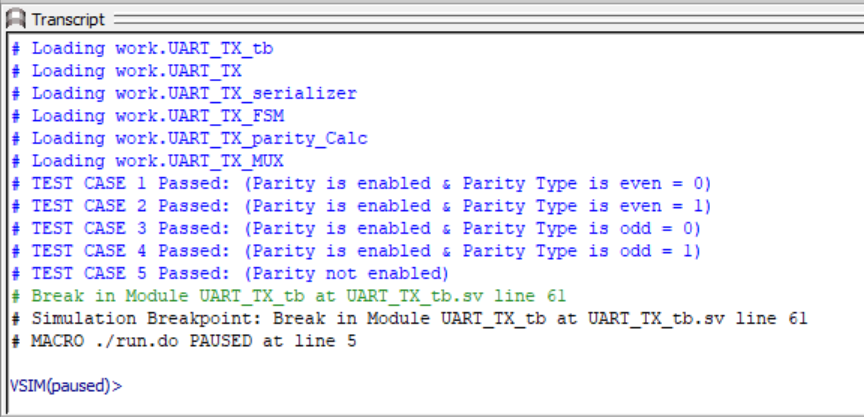 Transcript
# Loading work.UART_TX_tb
# Loading work.UART_TX
# Loading work.UART_TX_serializer
# Loading work.UART_TX_FSM
# Loading work.UART_TX_parity_Calc
# Loading work.UART_TX_MUX
# TEST CASE 1 Passed: (Parity is enabled & Parity Type is even = 0)
# TEST CASE 2 Passed: (Parity is enabled & Parity Type is even = 1)
# TEST CASE 3 Passed: (Parity is enabled & Parity Type is odd = 0)
# TEST CASE 4 Passed: (Parity is enabled & Parity Type is odd = 1)
# TEST CASE 5 Passed: (Parity not enabled)
# Break in Module UART_TX_tb at UART_TX_tb.sv line 61
# Simulation Breakpoint: Break in Module UART_TX_tb at UART_TX_tb.sv line 61
# MACRO ./run.do PAUSED at line 5
VSIM(paused)>